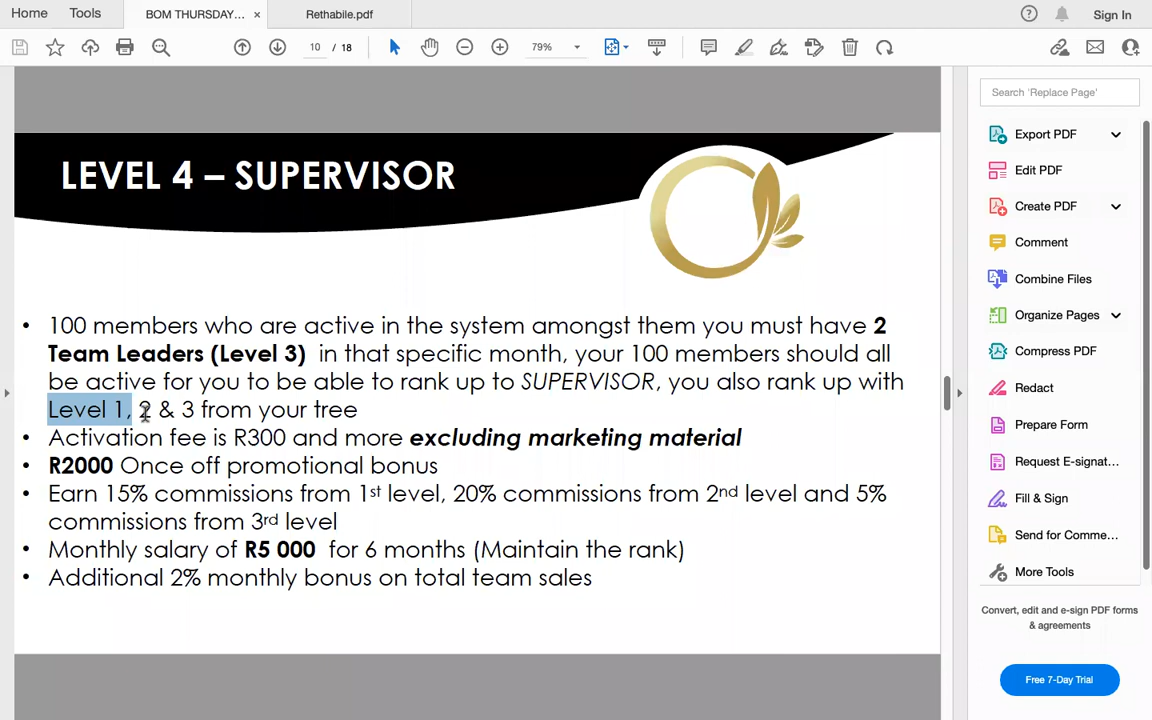 Home Tools BOM THURSDAY... × Rethabile.pdf Sign In
10 / 18 79%
Search 'Replace Page'
Export PDF
Edit PDF
Create PDF
Comment
Combine Files
Organize Pages
Compress PDF
Redact
Prepare Form
Request E-signat...
Fill & Sign
Send for Comme...
More Tools
Convert, edit and e-sign PDF forms
& agreements
Free 7-Day Trial
LEVEL 4 – SUPERVISOR
• 100 members who are active in the system amongst them you must have 2
Team Leaders (Level 3) in that specific month, your 100 members should all
be active for you to be able to rank up to SUPERVISOR, you also rank up with
Level 1, 2 & 3 from your tree
• Activation fee is R300 and more excluding marketing material
• R2000 Once off promotional bonus
• Earn 15% commissions from 1st level, 20% commissions from 2nd level and 5%
commissions from 3rd level
• Monthly salary of R5 000 for 6 months (Maintain the rank)
• Additional 2% monthly bonus on total team sales